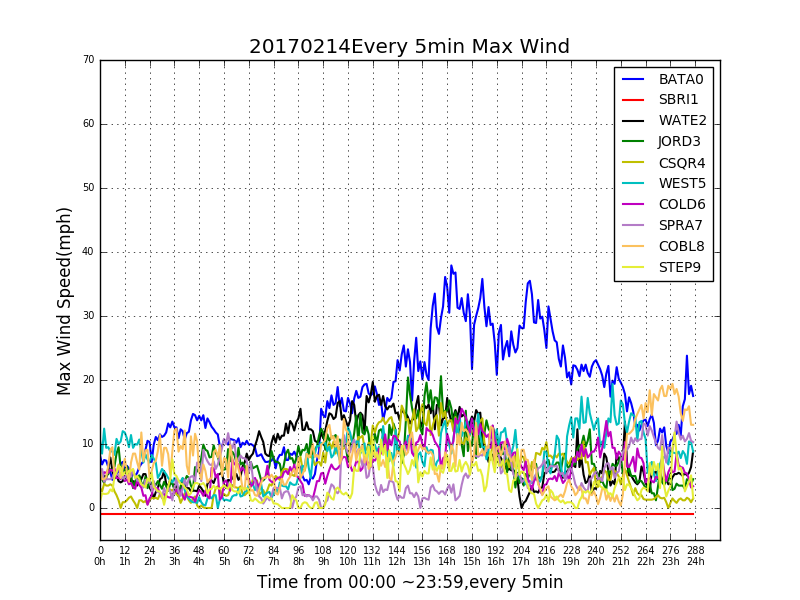 20170214Every 5min Max Wind
70
60
50
40
30
20
10
0
Max Wind Speed(mph)
BATA0
SBRI1
WATE2
JORD3
CSQR4
WEST5
COLD6
SPRA7
COBL8
STEP9
0 12 24 36 48 60 72 84 96 108 120 132 144 156 168 180 192 204 216 228 240 252 264 276 288
0h 1h 2h 3h 4h 5h 6h 7h 8h 9h 10h 11h 12h 13h 14h 15h 16h 17h 18h 19h 20h 21h 22h 23h 24h
Time from 00:00 ~23:59,every 5min